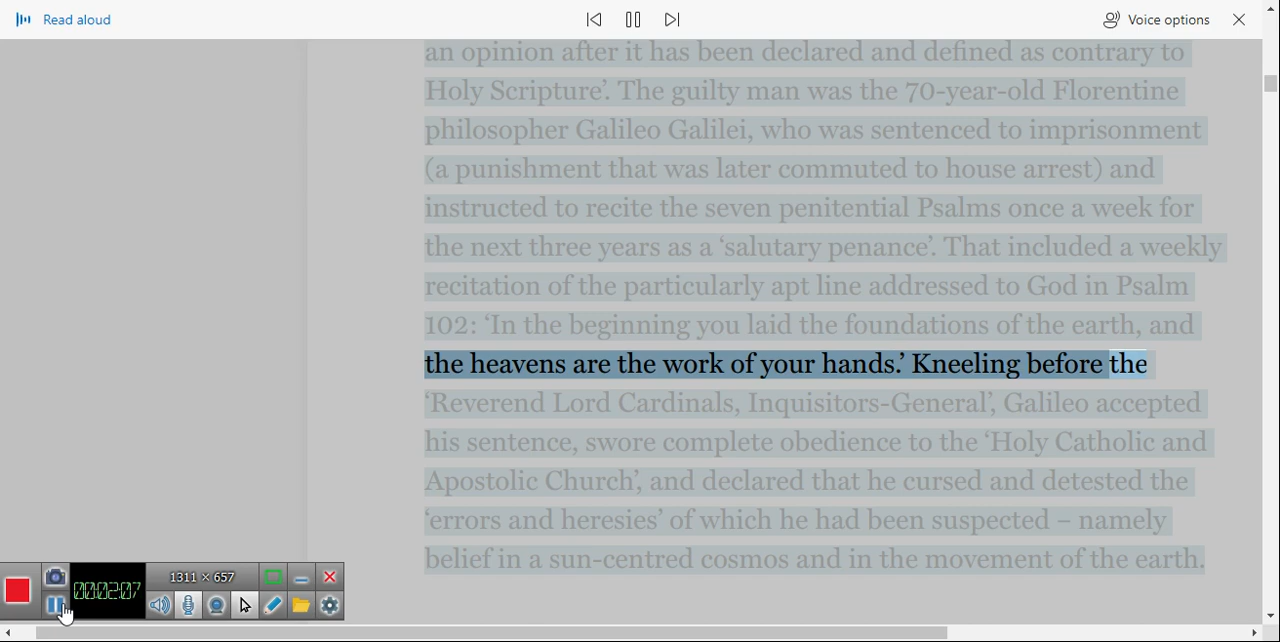 Read aloud
Voice options
an opinion after it has been declared and defined as contrary to
Holy Scripture’. The guilty man was the 70-year-old Florentine
philosopher Galileo Galilei, who was sentenced to imprisonment
(a punishment that was later commuted to house arrest) and
instructed to recite the seven penitential Psalms once a week for
the next three years as a ‘salutary penance’. That included a weekly
recitation of the particularly apt line addressed to God in Psalm
102: ‘In the beginning you laid the foundations of the earth, and
the heavens are the work of your hands.’ Kneeling before the
‘Reverend Lord Cardinals, Inquisitors-General’, Galileo accepted
his sentence, swore complete obedience to the ‘Holy Catholic and
Apostolic Church’, and declared that he cursed and detested the
‘errors and heresies’ of which he had been suspected – namely
belief in a sun-centred cosmos and in the movement of the earth.
1311 × 657
00:02:07